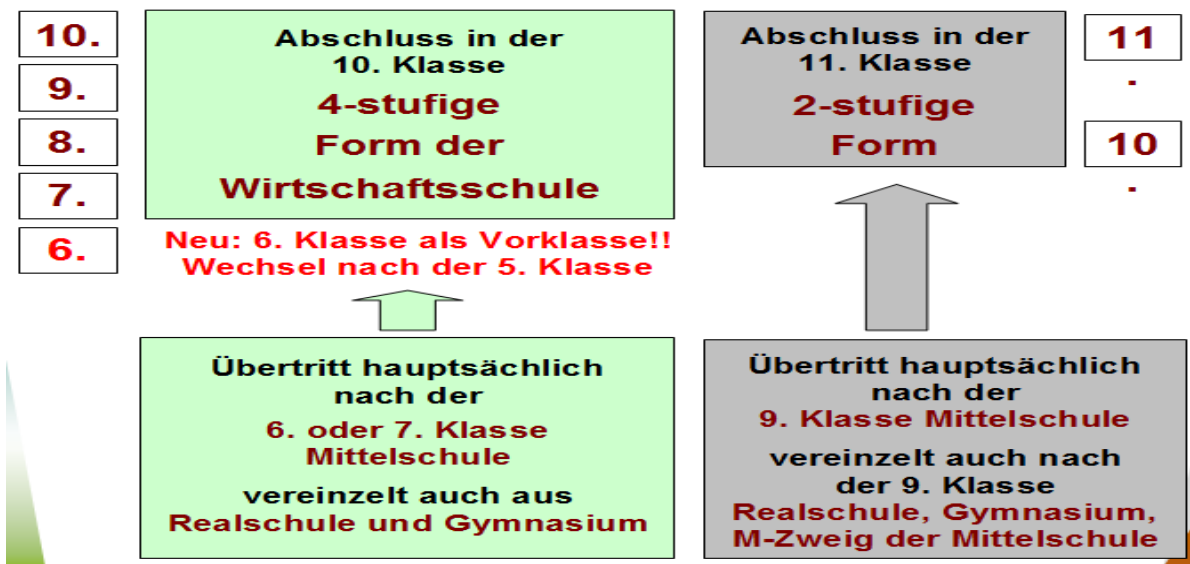 10.
9.
8.
7.
6.
Abschluss in der
10. Klasse
4-stufige
Form der
Wirtschaftsschule
Neu: 6. Klasse als Vorklasse!!
Wechsel nach der 5. Klasse
Übertritt hauptsächlich
nach der
6. oder 7. Klasse
Mittelschule
vereinzelt auch aus
Realschule und Gymnasium
Abschluss in der
11. Klasse
2-stufige
Form
11
.
10
.
Übertritt hauptsächlich
nach der
9. Klasse Mittelschule
vereinzelt auch nach
der 9. Klasse
Realschule, Gymnasium,
M-Zweig der Mittelschule